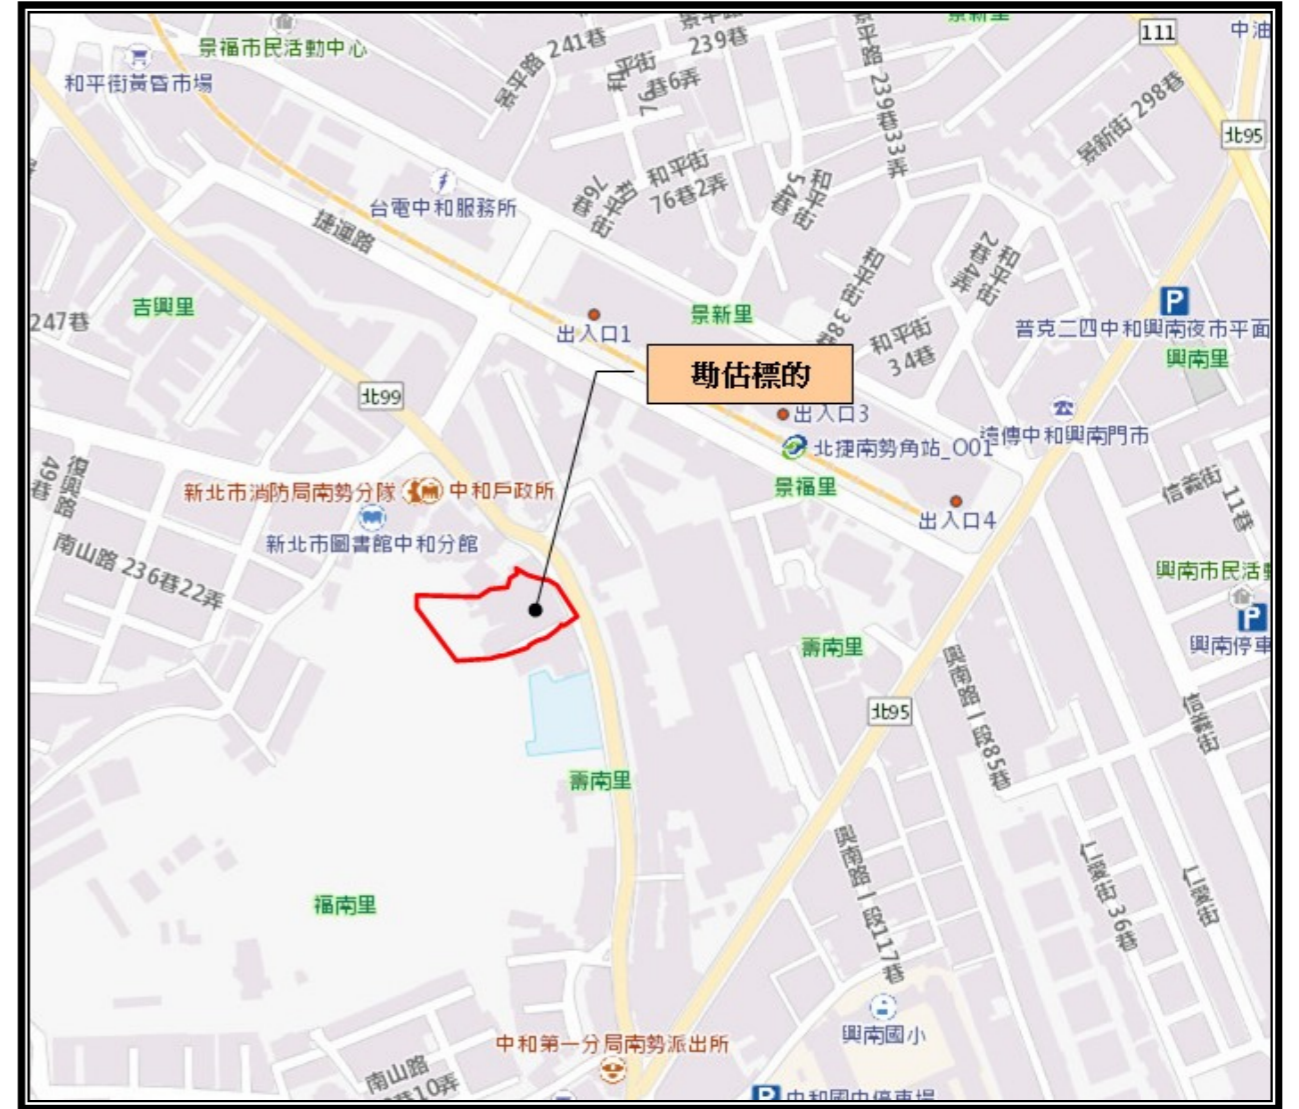 景新里
111
中油
景福市民活動中心
241巷
239巷
和平街黃昏市場
和平街
76
巷6弄
景平路 239巷33弄
景新街 298巷
北95
和平街
76巷2弄
和平街
76巷
和平街
54巷
台電中和服務所
捷運路
和平街
2巷4弄
和平街 38巷
吉興里
247巷
出入口1
景新里
普克二四中和興南夜市平面
和平街
34巷
興南里
勘估標的
北99
出入口3
遠傳中和興南門市
北捷南勢角站_O01
復興路
49巷
新北市消防局南勢分隊
中和戶政所
景福里
信義街 11巷
出入口4
新北市圖書館中和分館
南山路 236巷22弄
興南市民活
壽南里
興南停車
興南路一段85巷
北95
信義街
壽南里
興南路一段117巷
仁愛街 36巷
仁愛街
福南里
中和第一分局南勢派出所
興南國小
南山路
巷10弄
中和國中停車場